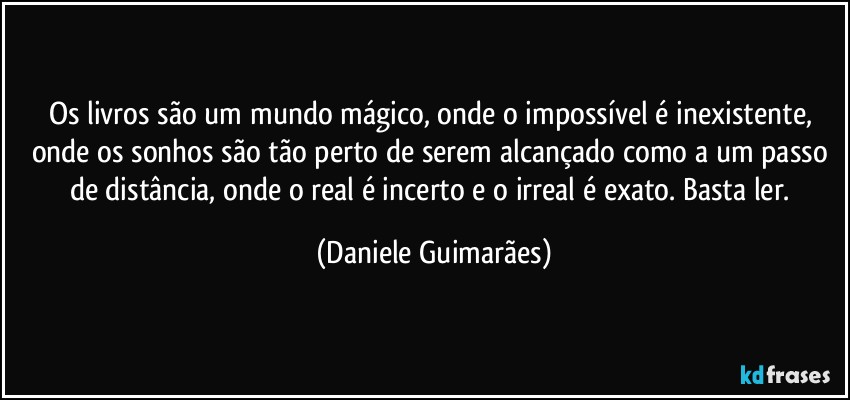 Os livros são um mundo mágico, onde o impossível é inexistente,
onde os sonhos são tão perto de serem alcançado como a um passo
de distância, onde o real é incerto e o irreal é exato. Basta ler.
(Daniele Guimarães)
kdfrases